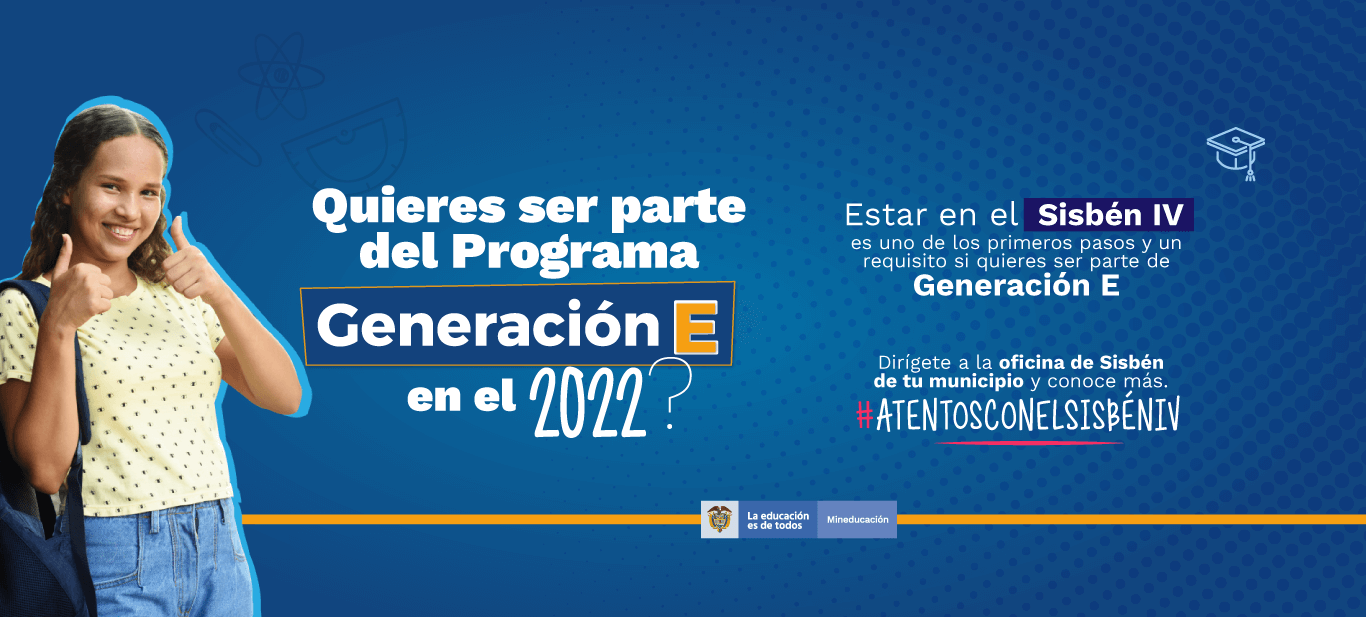 Quieres ser parte
del Programa
Generación E
en el 2022?
Estar en el Sisbén IV
es uno de los primeros pasos y un
requisito si quieres ser parte de
Generación E
Dirígete a la oficina de Sisbén
de tu municipio y conoce más.
#ATENTOSCONELSISBÉNIV
La educación
es de todos
Mineducación